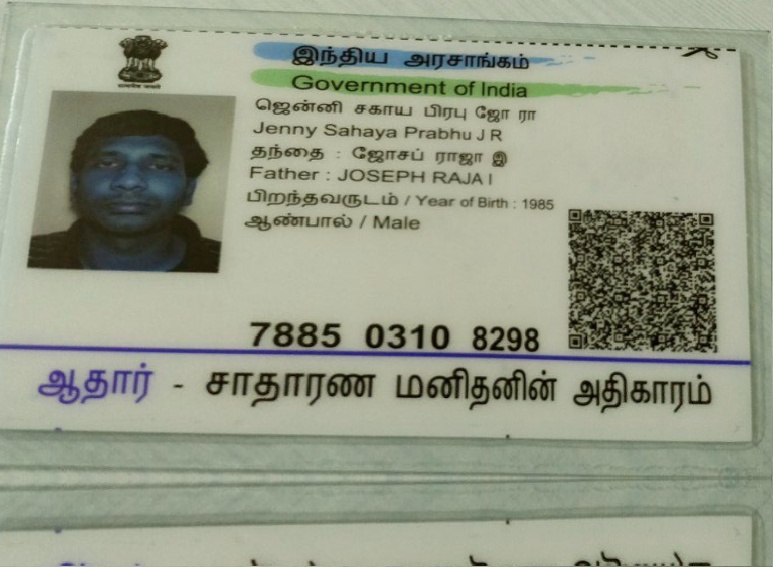 இந்திய அரசாங்கம்
Government of India
ஜென்னி சகாய பிரபு ஜோ ரா
Jenny Sahaya Prabhu J R
தந்தை : ஜோசப் ராஜா இ
Father : JOSEPH RAJA I
பிறந்தவருடம் / Year of Birth : 1985
ஆண்பால் / Male
7885 0310 8298
ஆதார் - சாதாரண மனிதனின் அதிகாரம்